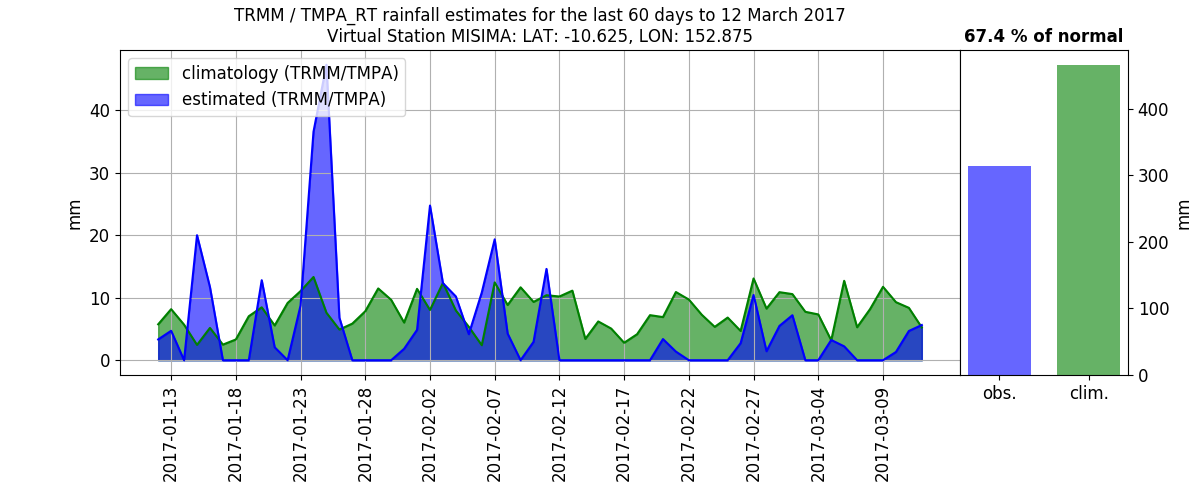 TRMM / TMPA_RT rainfall estimates for the last 60 days to 12 March 2017
Virtual Station MISIMA: LAT: -10.625, LON: 152.875
67.4 % of normal
climatology (TRMM/TMPA)
estimated (TRMM/TMPA)
mm
40
30
20
10
0
400
300
200
100
0
mm
obs.
clim.
2017-01-13
2017-01-18
2017-01-23
2017-01-28
2017-02-02
2017-02-07
2017-02-12
2017-02-17
2017-02-22
2017-02-27
2017-03-04
2017-03-09